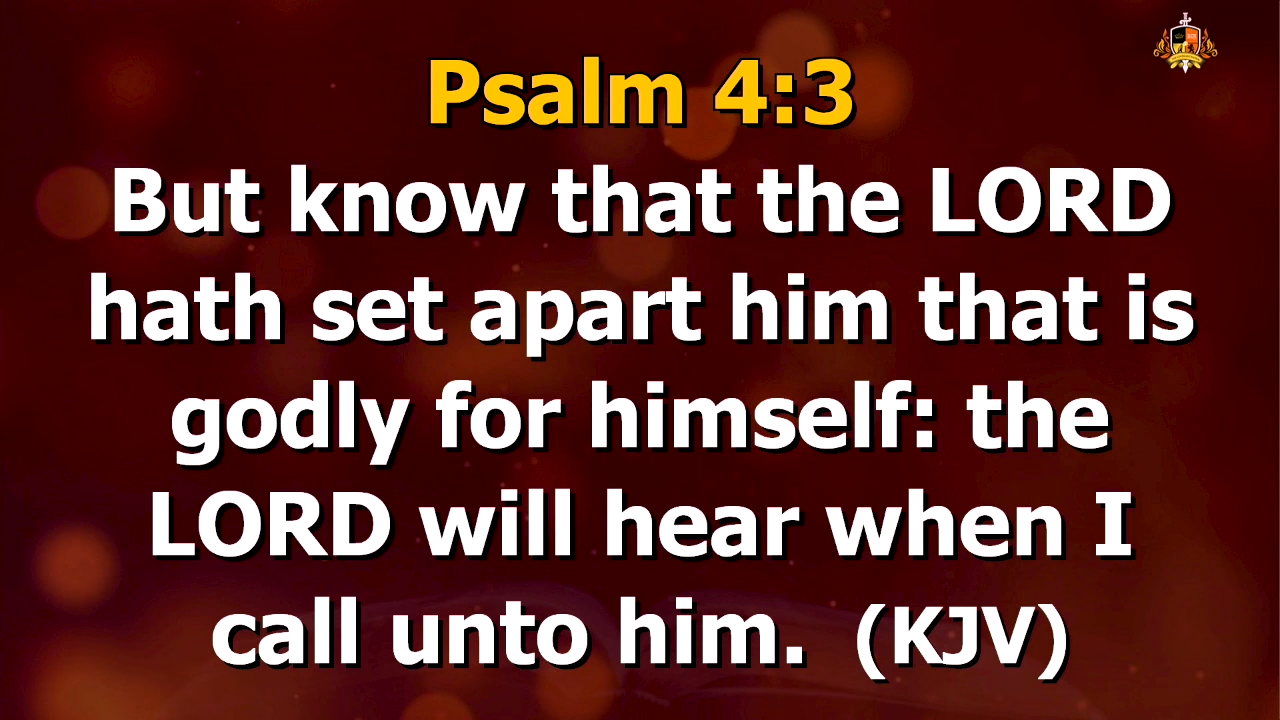 Psalm 4:3
But know that the LORD
hath set apart him that is
godly for himself: the
LORD will hear when I
call unto him.  (KJV)